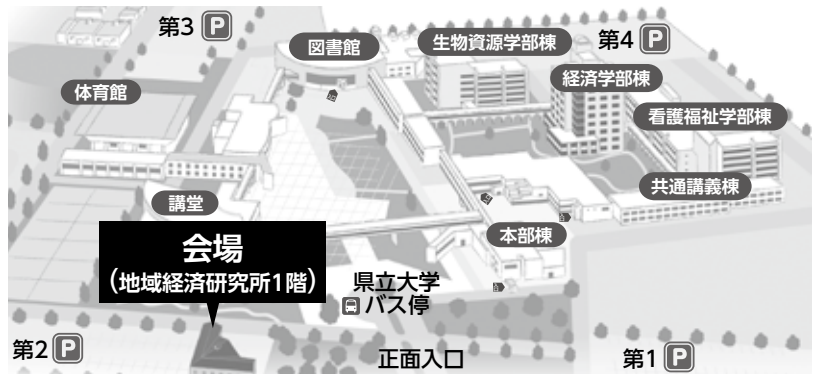 第3 P
図書館
生物資源学部棟
第4 P
経済学部棟
体育館
看護福祉学部棟
共通講義棟
講堂
本部棟
会場
（地域経済研究所1階）
県立大学
バス停
第2 P
正面入口
第1 P